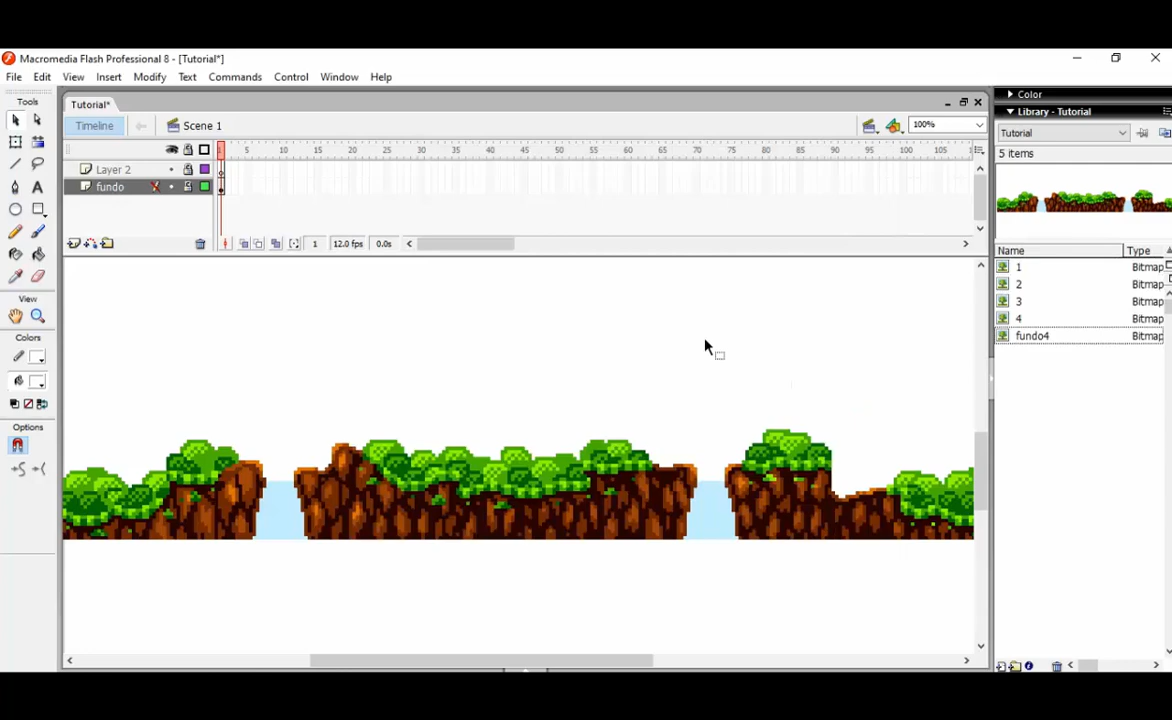 Macromedia Flash Professional 8 - [Tutorial*]
File Edit View Insert Modify Text Commands Control Window Help
Tools
Tutorial*
Color
Library - Tutorial
Timeline
Scene 1
100%
Tutorial
5 items
1 5 10 15 20 25 30 35 40 45 50 55 60 65 70 75 80 85 90 95 100 105
Layer 2
fundo
1 12.0 fps 0.0s
Name Type
1 Bitmap
2 Bitmap
3 Bitmap
4 Bitmap
fundo4 Bitmap
View
Colors
Options